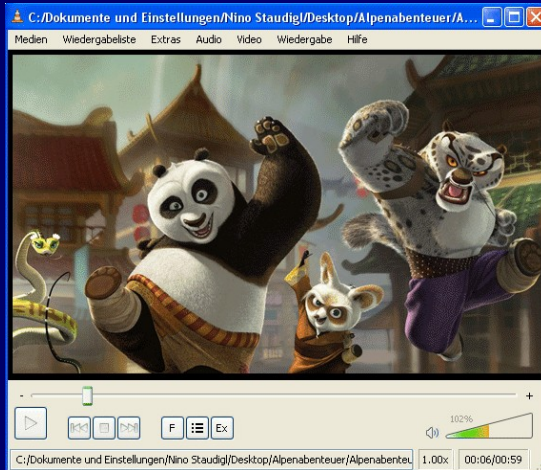 C:/Dokumente und Einstellungen/Nino Staudigl/Desktop/Alpenabenteuer/A...
Medien Wiedergabeliste Extras Audio Video Wiedergabe Hilfe
- +
F Ex
102%
C:/Dokumente und Einstellungen/Nino Staudigl/Desktop/Alpenabenteuer/Alpenabenteu 1.00x 00:06/00:59